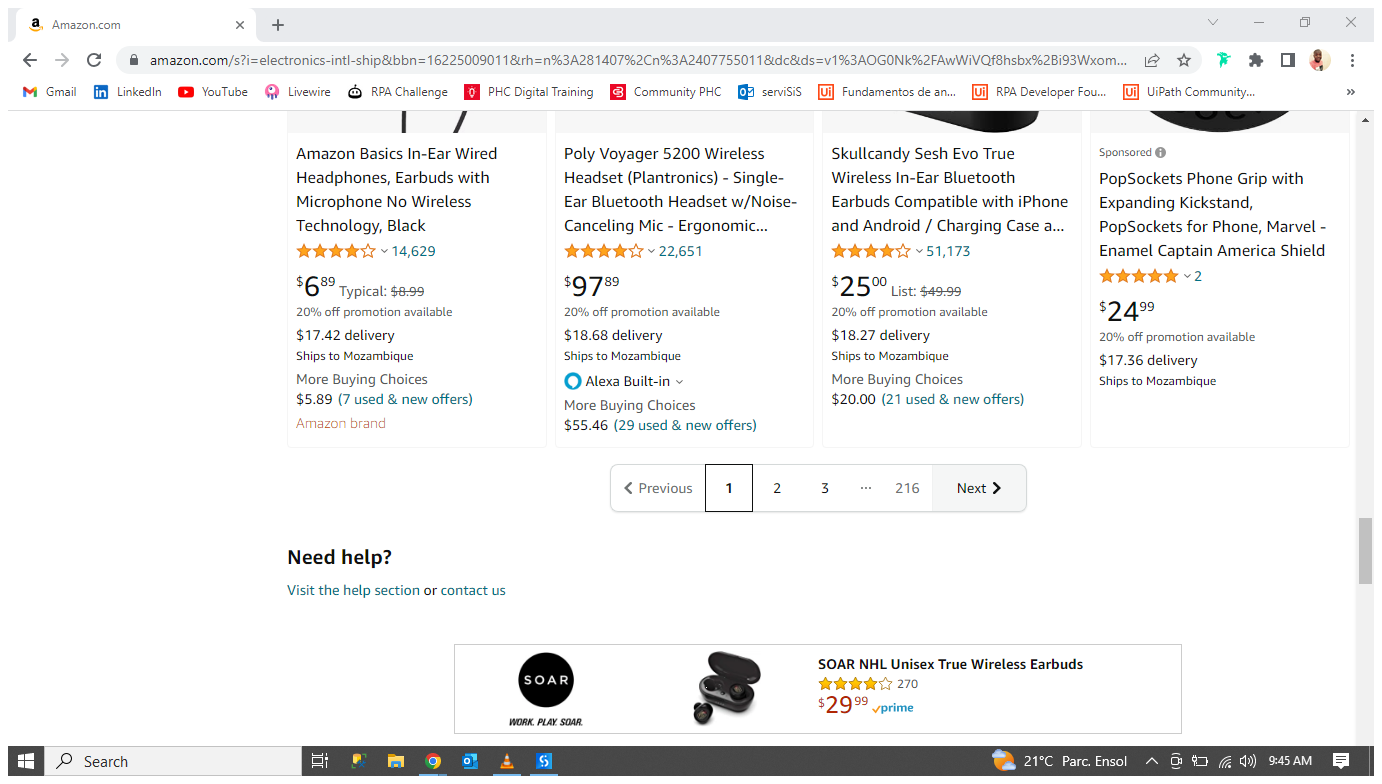 Amazon.com
amazon.com/s?i=electronics-intl-ship&bbn=16225009011&rh=n%3A281407%2Cn%3A2407755011&dc&ds=v1%3AOG0Nk%2FAwWiVQf8hsbx%2Bi93Wxom...
Gmail LinkedIn YouTube Livewire RPA Challenge PHC Digital Training Community PHC serviSiS Fundamentos de an... RPA Developer Fou... UiPath Community... »
Amazon Basics In-Ear Wired
Headphones, Earbuds with
Microphone No Wireless
Technology, Black
14,629
$6.89 Typical: $8.99
20% off promotion available
$17.42 delivery
Ships to Mozambique
More Buying Choices
$5.89 (7 used & new offers)
Amazon brand
Poly Voyager 5200 Wireless
Headset (Plantronics) - Single-
Ear Bluetooth Headset w/Noise-
Canceling Mic - Ergonomic...
22,651
$97.89
20% off promotion available
$18.68 delivery
Ships to Mozambique
Alexa Built-in
More Buying Choices
$55.46 (29 used & new offers)
Skullcandy Sesh Evo True
Wireless In-Ear Bluetooth
Earbuds Compatible with iPhone
and Android / Charging Case a...
51,173
$25.00 List: $49.99
20% off promotion available
$18.27 delivery
Ships to Mozambique
More Buying Choices
$20.00 (21 used & new offers)
Sponsored
PopSockets Phone Grip with
Expanding Kickstand,
PopSockets for Phone, Marvel -
Enamel Captain America Shield
2
$24.99
20% off promotion available
$17.36 delivery
Ships to Mozambique
Previous 1 2 3 ... 216 Next
Need help?
Visit the help section or contact us
SOAR
WORK. PLAY. SOAR.
SOAR NHL Unisex True Wireless Earbuds
270
$29.99 prime
Search
21°C Parc. Ensol
9:45 AM